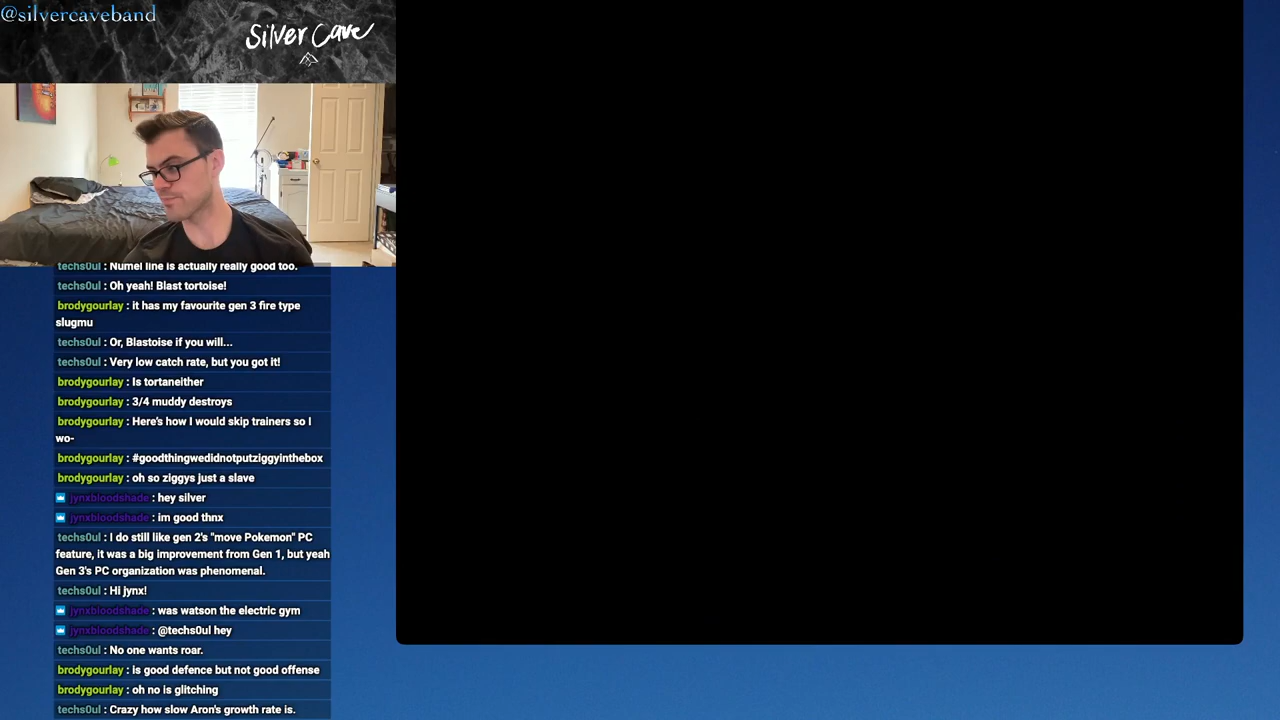 @silvercaveband
Silver Cave
techs0ul : Numel line is actually really good too.
techs0ul : Oh yeah! Blast tortoise!
brodygourlay : it has my favourite gen 3 fire type
slugmu
techs0ul : Or, Blastoise if you will...
techs0ul : Very low catch rate, but you got it!
brodygourlay : Is tortaneither
brodygourlay : 3/4 muddy destroys
brodygourlay : Here's how I would skip trainers so I
wo-
brodygourlay : #goodthingwedidnotputziggyinthebox
brodygourlay : oh so ziggys just a slave
jynxbloodshade : hey silver
jynxbloodshade : im good thnx
techs0ul : I do still like gen 2's "move Pokemon" PC
feature, it was a big improvement from Gen 1, but yeah
Gen 3's PC organization was phenomenal.
techs0ul : Hi jynx!
jynxbloodshade : was watson the electric gym
jynxbloodshade : @techs0ul hey
techs0ul : No one wants roar.
brodygourlay : is good defence but not good offense
brodygourlay : oh no is glitching
techs0ul : Crazy how slow Aron's growth rate is.